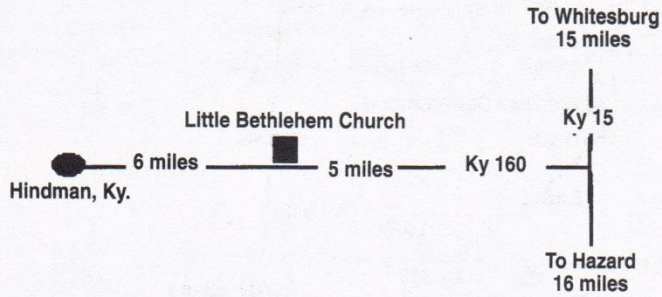 To Whitesburg
15 miles
Ky 15
Little Bethlehem Church
6 miles
5 miles
Ky 160
Hindman, Ky.
To Hazard
16 miles